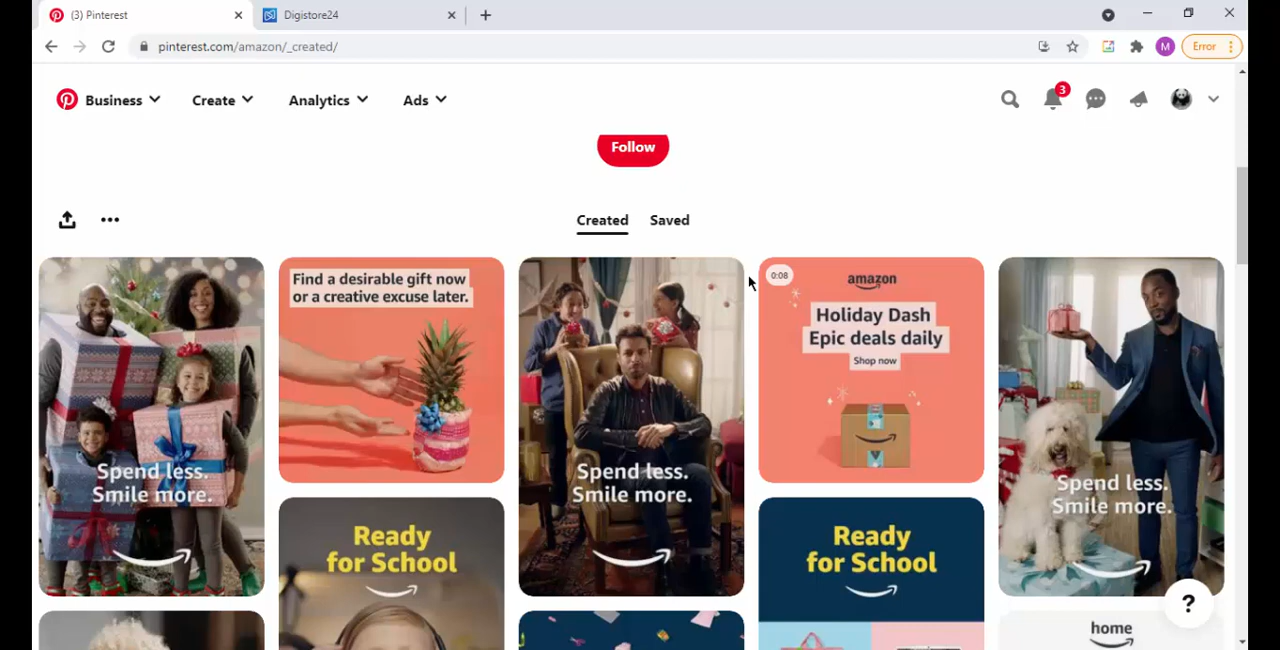 (3) Pinterest
Digistore24
pinterest.com/amazon/_created/
M
Error
Business
Create
Analytics
Ads
3
Follow
Created
Saved
Spend less.
Smile more.
Find a desirable gift now
or a creative excuse later.
Spend less.
Smile more.
0:08
amazon
Holiday Dash
Epic deals daily
Shop now
Spend less.
Smile more.
Ready
for School
Ready
for School
home
?